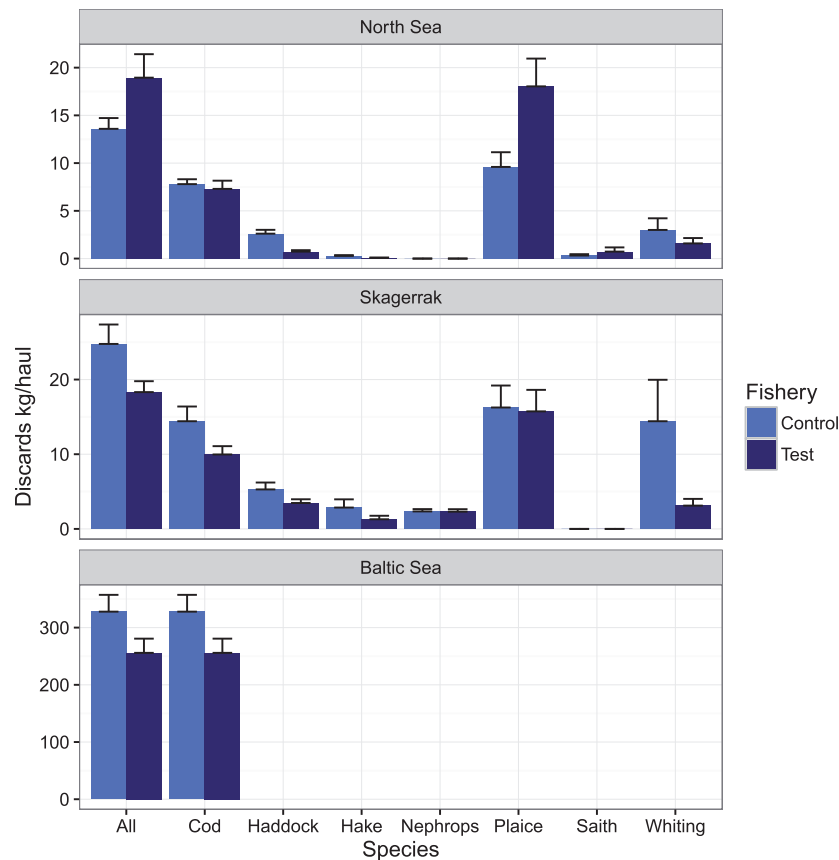 North Sea
20
15
10
5
0
Skagerrak
20
10
0
Baltic Sea
300
200
100
0
All Cod Haddock Hake Nephrops Plaice Saith Whiting
Species
Discards kg/haul
Fishery
Control
Test